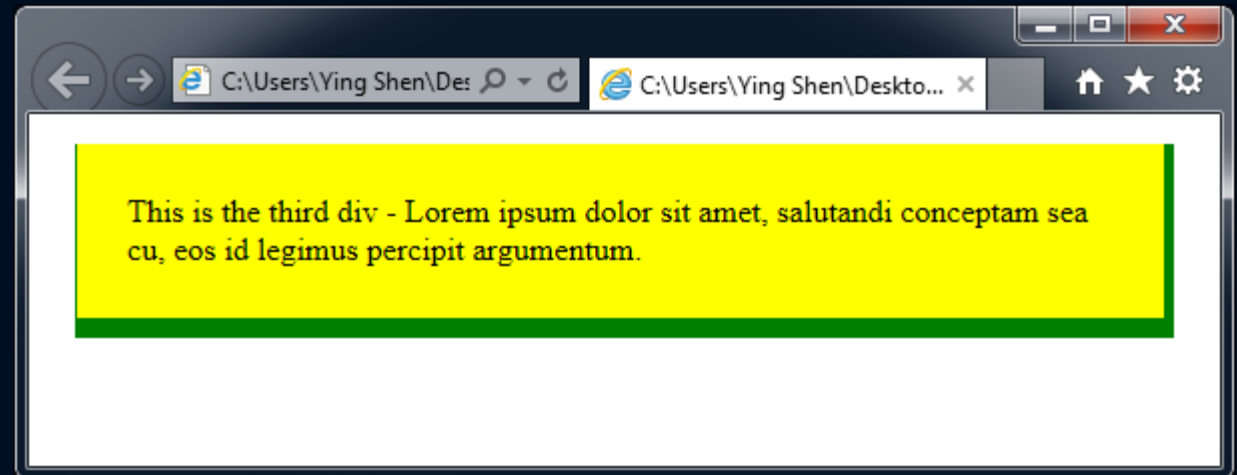 C:\Users\Ying Shen\Des
C:\Users\Ying Shen\Deskto...
This is the third div - Lorem ipsum dolor sit amet, salutandi conceptam sea
cu, eos id legimus percipit argumentum.